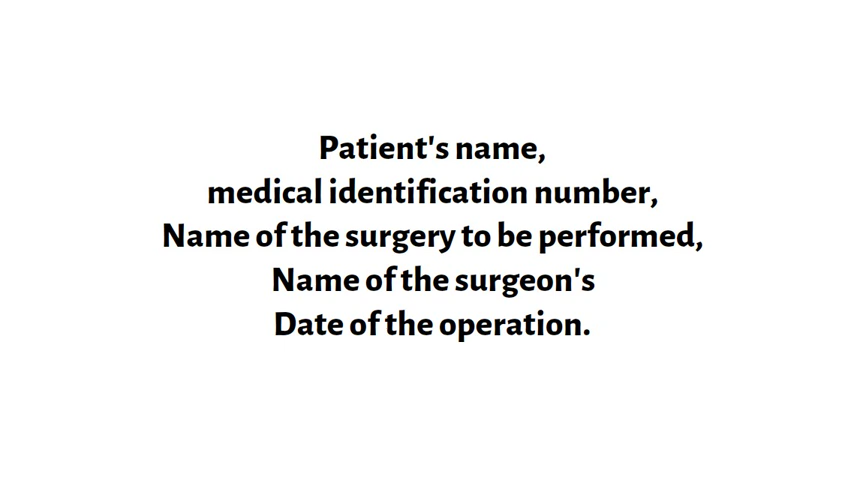 Patient's name,
medical identification number,
Name of the surgery to be performed,
Name of the surgeon's
Date of the operation.